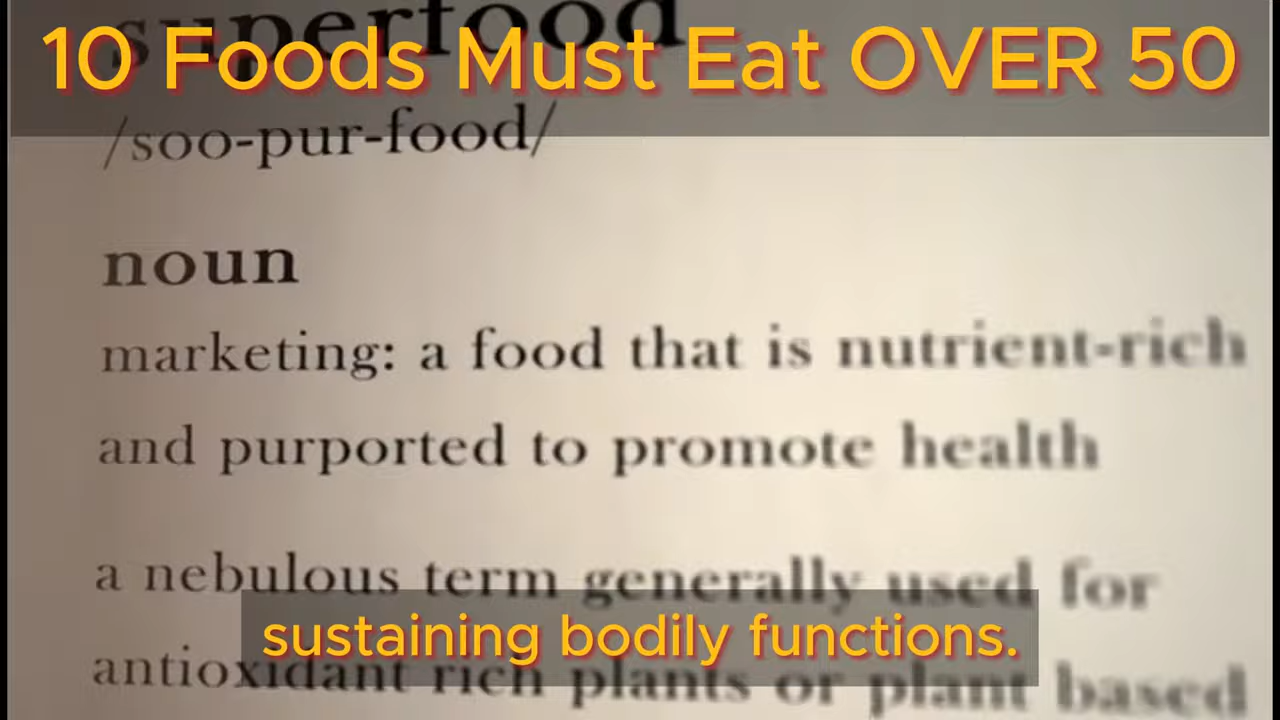 superfood
10 Foods Must Eat OVER 50
/soo-pur-food/
noun
marketing: a food that is nutrient-rich
and purported to promote health
a nebulous term generally used for
sustaining bodily functions.
antioxidant rich plants or plant based